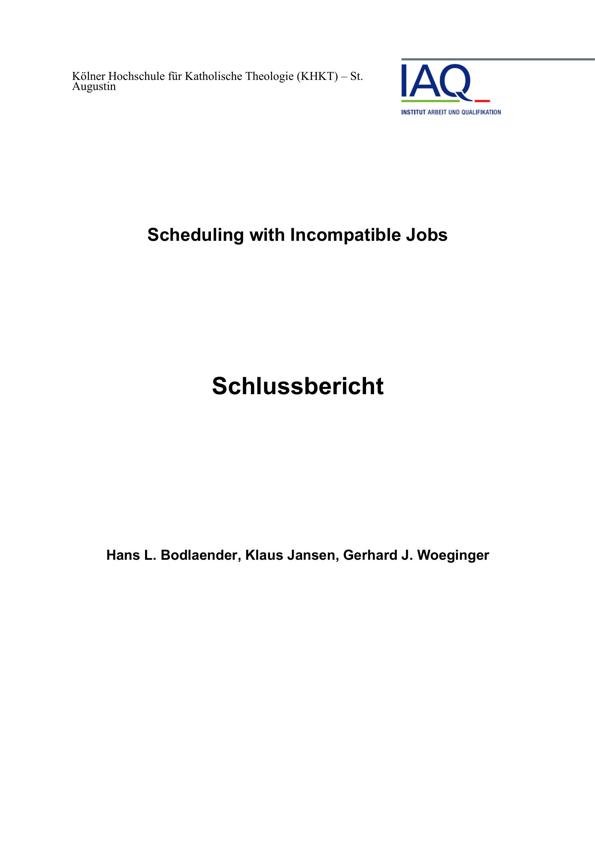 Kölner Hochschule für Katholische Theologie (KHKT) – St.
Augustin
IAQ
INSTITUT ARBEIT UND QUALIFIKATION
Scheduling with Incompatible Jobs
Schlussbericht
Hans L. Bodlaender, Klaus Jansen, Gerhard J. Woeginger